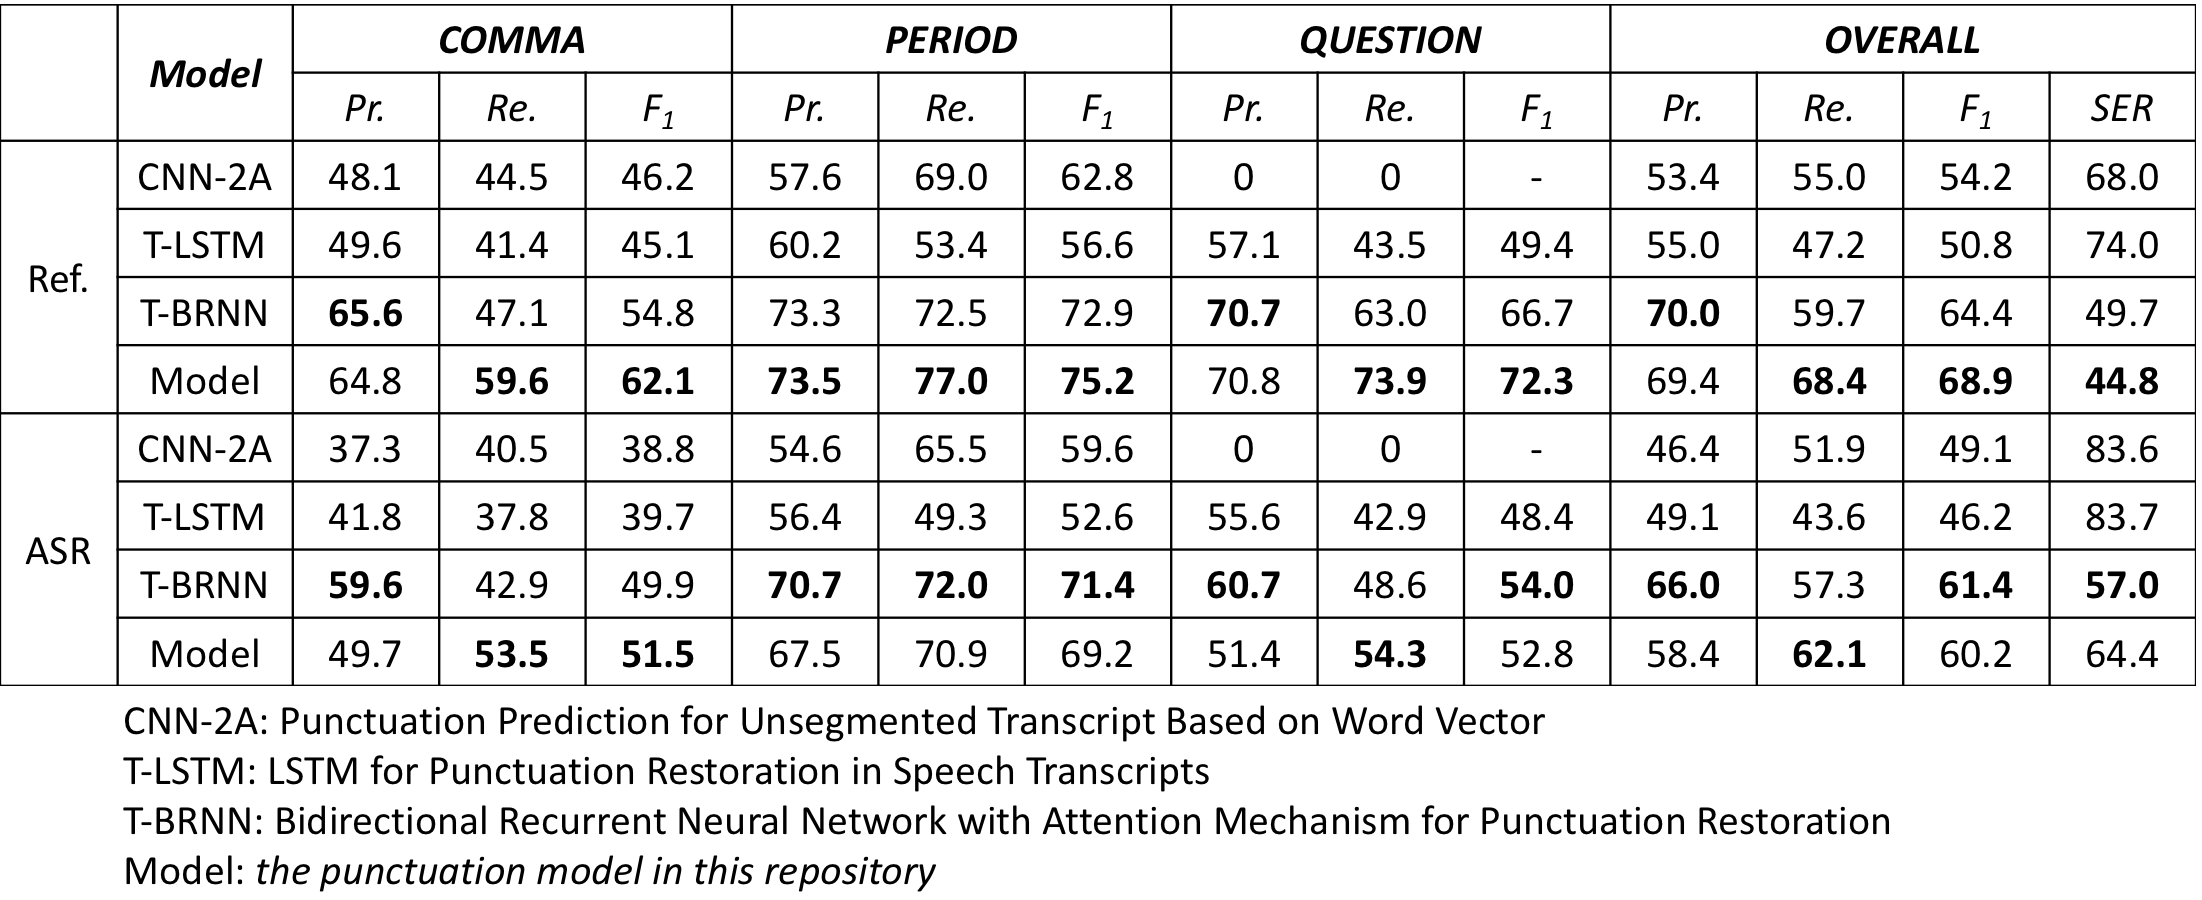 Model COMMA PERIOD QUESTION OVERALL
Pr. Re. F1 Pr. Re. F1 Pr. Re. F1 Pr. Re. F1 SER
Ref. CNN-2A 48.1 44.5 46.2 57.6 69.0 62.8 0 0 - 53.4 55.0 54.2 68.0
T-LSTM 49.6 41.4 45.1 60.2 53.4 56.6 57.1 43.5 49.4 55.0 47.2 50.8 74.0
T-BRNN 65.6 47.1 54.8 73.3 72.5 72.9 70.7 63.0 66.7 70.0 59.7 64.4 49.7
Model 64.8 59.6 62.1 73.5 77.0 75.2 70.8 73.9 72.3 69.4 68.4 68.9 44.8
ASR CNN-2A 37.3 40.5 38.8 54.6 65.5 59.6 0 0 - 46.4 51.9 49.1 83.6
T-LSTM 41.8 37.8 39.7 56.4 49.3 52.6 55.6 42.9 48.4 49.1 43.6 46.2 83.7
T-BRNN 59.6 42.9 49.9 70.7 72.0 71.4 60.7 48.6 54.0 66.0 57.3 61.4 57.0
Model 49.7 53.5 51.5 67.5 70.9 69.2 51.4 54.3 52.8 58.4 62.1 60.2 64.4
CNN-2A: Punctuation Prediction for Unsegmented Transcript Based on Word Vector
T-LSTM: LSTM for Punctuation Restoration in Speech Transcripts
T-BRNN: Bidirectional Recurrent Neural Network with Attention Mechanism for Punctuation Restoration
Model: the punctuation model in this repository